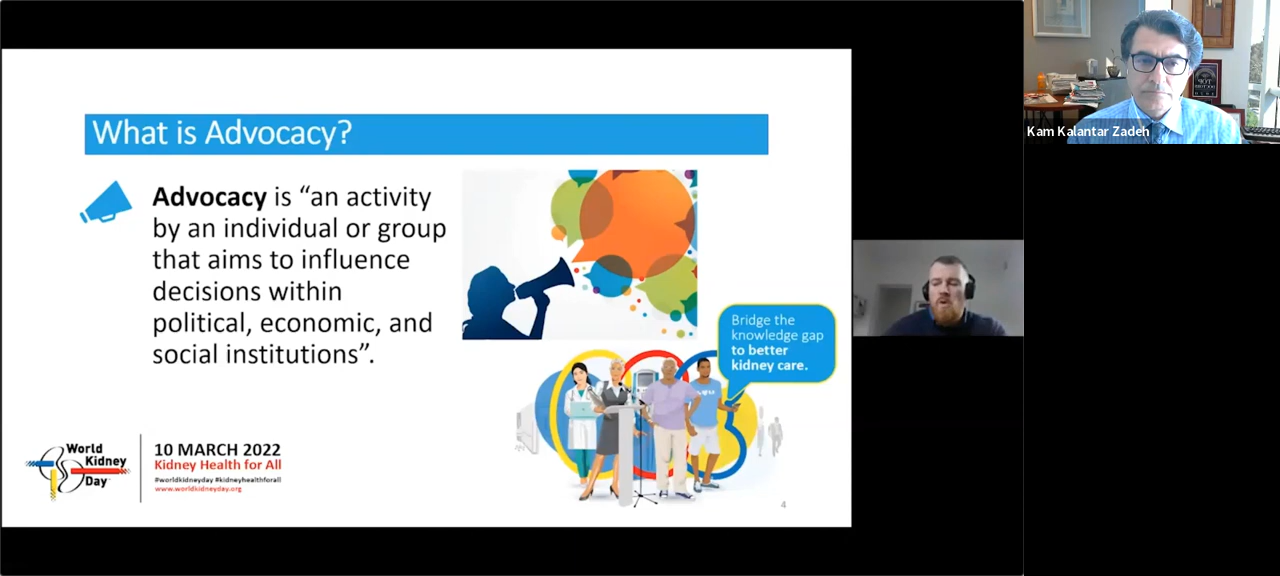 What is Advocacy?
Advocacy is “an activity
by an individual or group
that aims to influence
decisions within
political, economic, and
social institutions”.
Bridge the
knowledge gap
to better
kidney care.
World
Kidney
Day
10 MARCH 2022
Kidney Health for All
#worldkidneyday #kidneyhealthforall
www.worldkidneyday.org
4
Kam Kalantar Zadeh